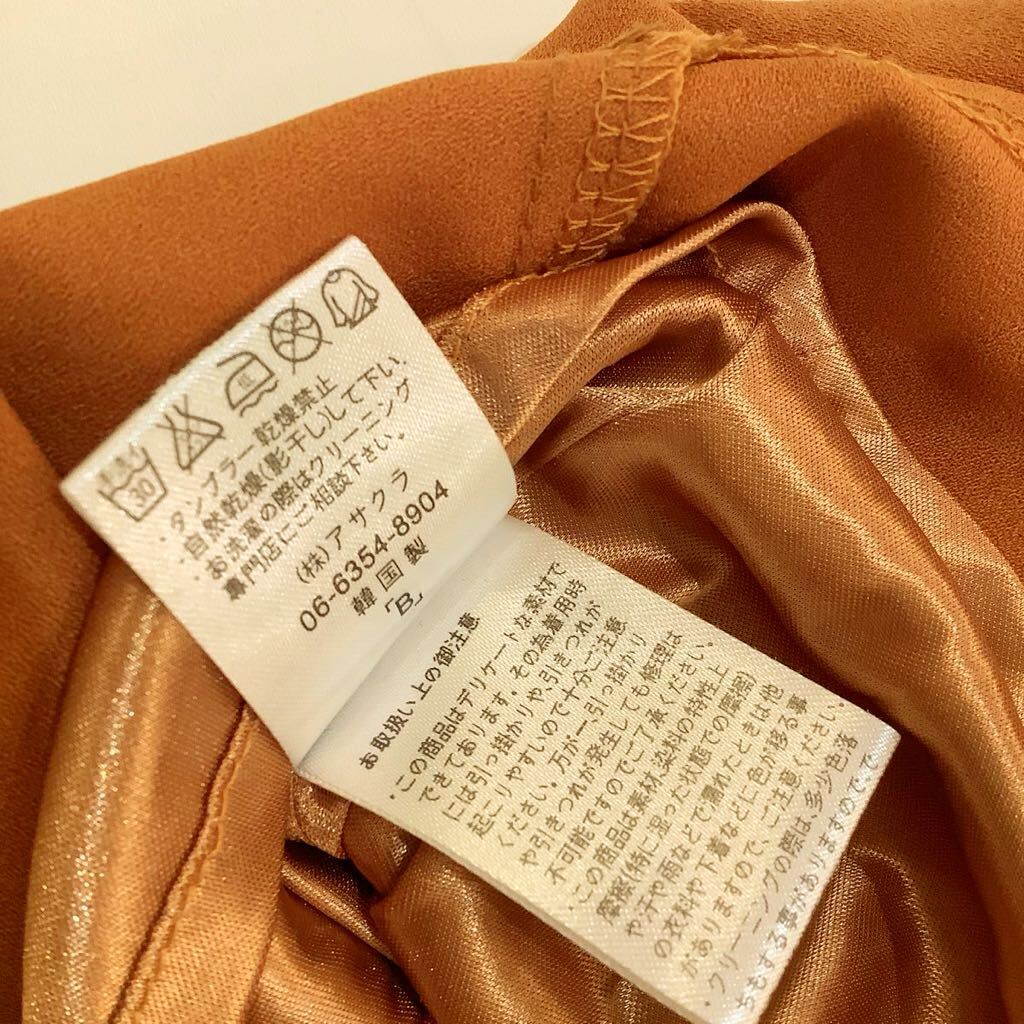 手洗イ
30
エンソサラシ
低
タンブラー乾燥禁止
・自然乾燥(影干し)して下い。
・お洗濯の際はクリーニング
専門店にご相談下さい。
(株)アサクラ
06-6354-8904
韓国製
「B」
お取扱い上の御注意
・この商品はデリケートな素材で
できております。その為着用時
には引っ掛かりや、引きつれが
起こりやすいので十分ご注意
ください。万が一、引っ掛かり
や引きつれが発生しても修理は
不可能ですのでご了承ください。
・この商品は素材、染料の特性上
摩擦(特に湿った状態での摩擦)
や汗や雨などで濡れたときは他
の衣料や下着などに色が移る事
がありますので、ご注意ください。
・クリーニングの際は、多少色落
ちもする事がありますので、ご